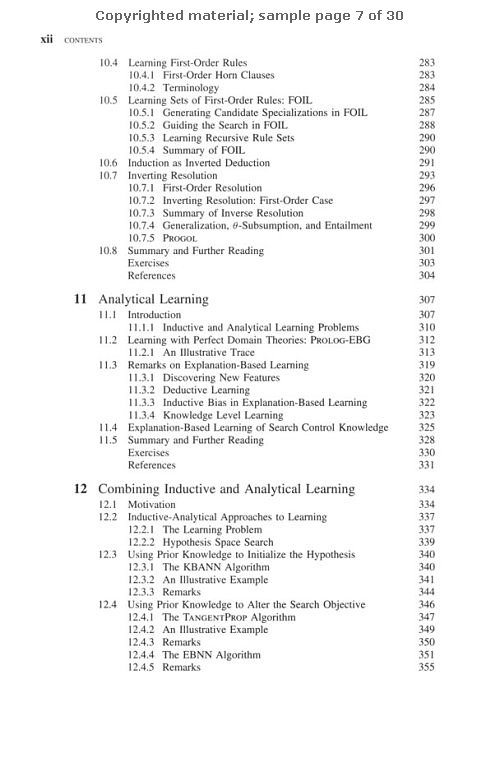 Copyrighted material; sample page 7 of 30
xii CONTENTS
10.4 Learning First-Order Rules 283
10.4.1 First-Order Horn Clauses 283
10.4.2 Terminology 284
10.5 Learning Sets of First-Order Rules: FOIL 285
10.5.1 Generating Candidate Specializations in FOIL 287
10.5.2 Guiding the Search in FOIL 288
10.5.3 Learning Recursive Rule Sets 290
10.5.4 Summary of FOIL 290
10.6 Induction as Inverted Deduction 291
10.7 Inverting Resolution 293
10.7.1 First-Order Resolution 296
10.7.2 Inverting Resolution: First-Order Case 297
10.7.3 Summary of Inverse Resolution 298
10.7.4 Generalization, θ-Subsumption, and Entailment 299
10.7.5 PROGOL 300
10.8 Summary and Further Reading 301
Exercises 303
References 304
11 Analytical Learning 307
11.1 Introduction 307
11.1.1 Inductive and Analytical Learning Problems 310
11.2 Learning with Perfect Domain Theories: PROLOG-EBG 312
11.2.1 An Illustrative Trace 313
11.3 Remarks on Explanation-Based Learning 319
11.3.1 Discovering New Features 320
11.3.2 Deductive Learning 321
11.3.3 Inductive Bias in Explanation-Based Learning 322
11.3.4 Knowledge Level Learning 323
11.4 Explanation-Based Learning of Search Control Knowledge 325
11.5 Summary and Further Reading 328
Exercises 330
References 331
12 Combining Inductive and Analytical Learning 334
12.1 Motivation 334
12.2 Inductive-Analytical Approaches to Learning 337
12.2.1 The Learning Problem 337
12.2.2 Hypothesis Space Search 339
12.3 Using Prior Knowledge to Initialize the Hypothesis 340
12.3.1 The KBANN Algorithm 340
12.3.2 An Illustrative Example 341
12.3.3 Remarks 344
12.4 Using Prior Knowledge to Alter the Search Objective 346
12.4.1 The TANGENTPROP Algorithm 347
12.4.2 An Illustrative Example 349
12.4.3 Remarks 350
12.4.4 The EBNN Algorithm 351
12.4.5 Remarks 355